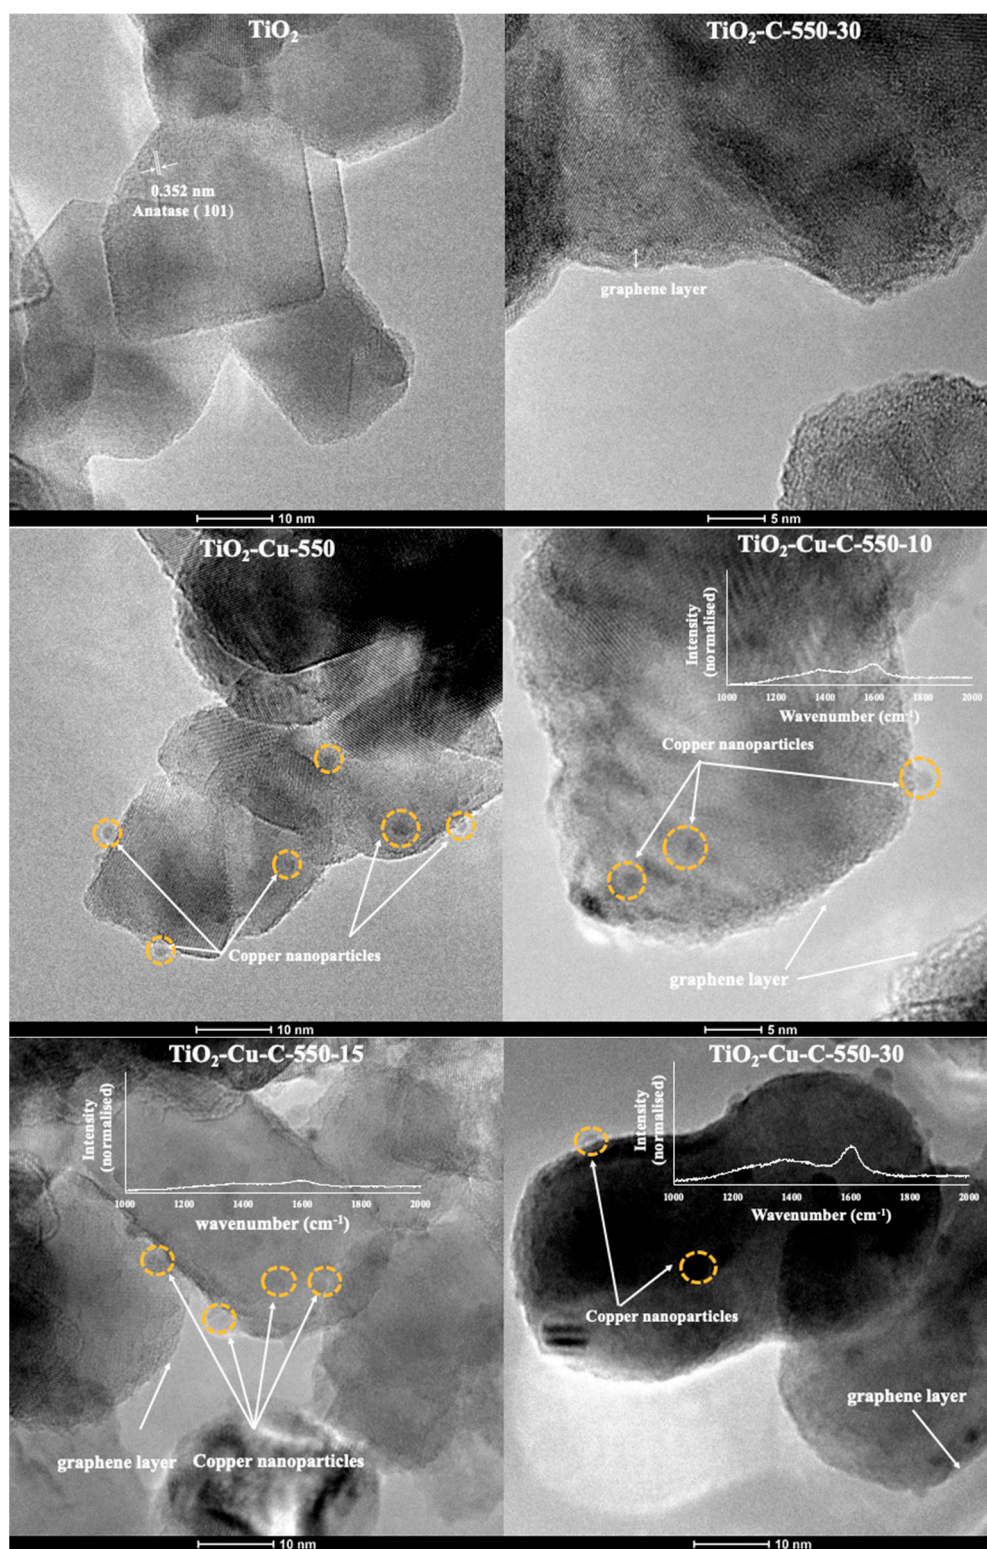 TiO₂
0.352 nm
Anatase ( 101)
10 nm
TiO₂-C-550-30
graphene layer
5 nm
TiO₂-Cu-550
Copper nanoparticles
10 nm
TiO₂-Cu-C-550-10
Intensity
(normalised)
1000 1200 1400 1600 1800 2000
Wavenumber (cm⁻¹)
Copper nanoparticles
graphene layer
5 nm
TiO₂-Cu-C-550-15
Intensity
(normalised)
1000 1200 1400 1600 1800 2000
wavenumber (cm⁻¹)
graphene layer
Copper nanoparticles
10 nm
TiO₂-Cu-C-550-30
Intensity
(normalised)
1000 1200 1400 1600 1800 2000
Wavenumber (cm⁻¹)
Copper nanoparticles
graphene layer
10 nm